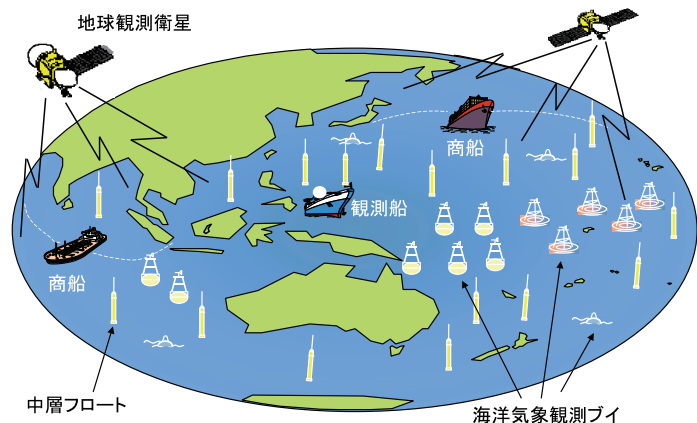 地球観測衛星
商船
観測船
商船
中層フロート
海洋気象観測ブイ